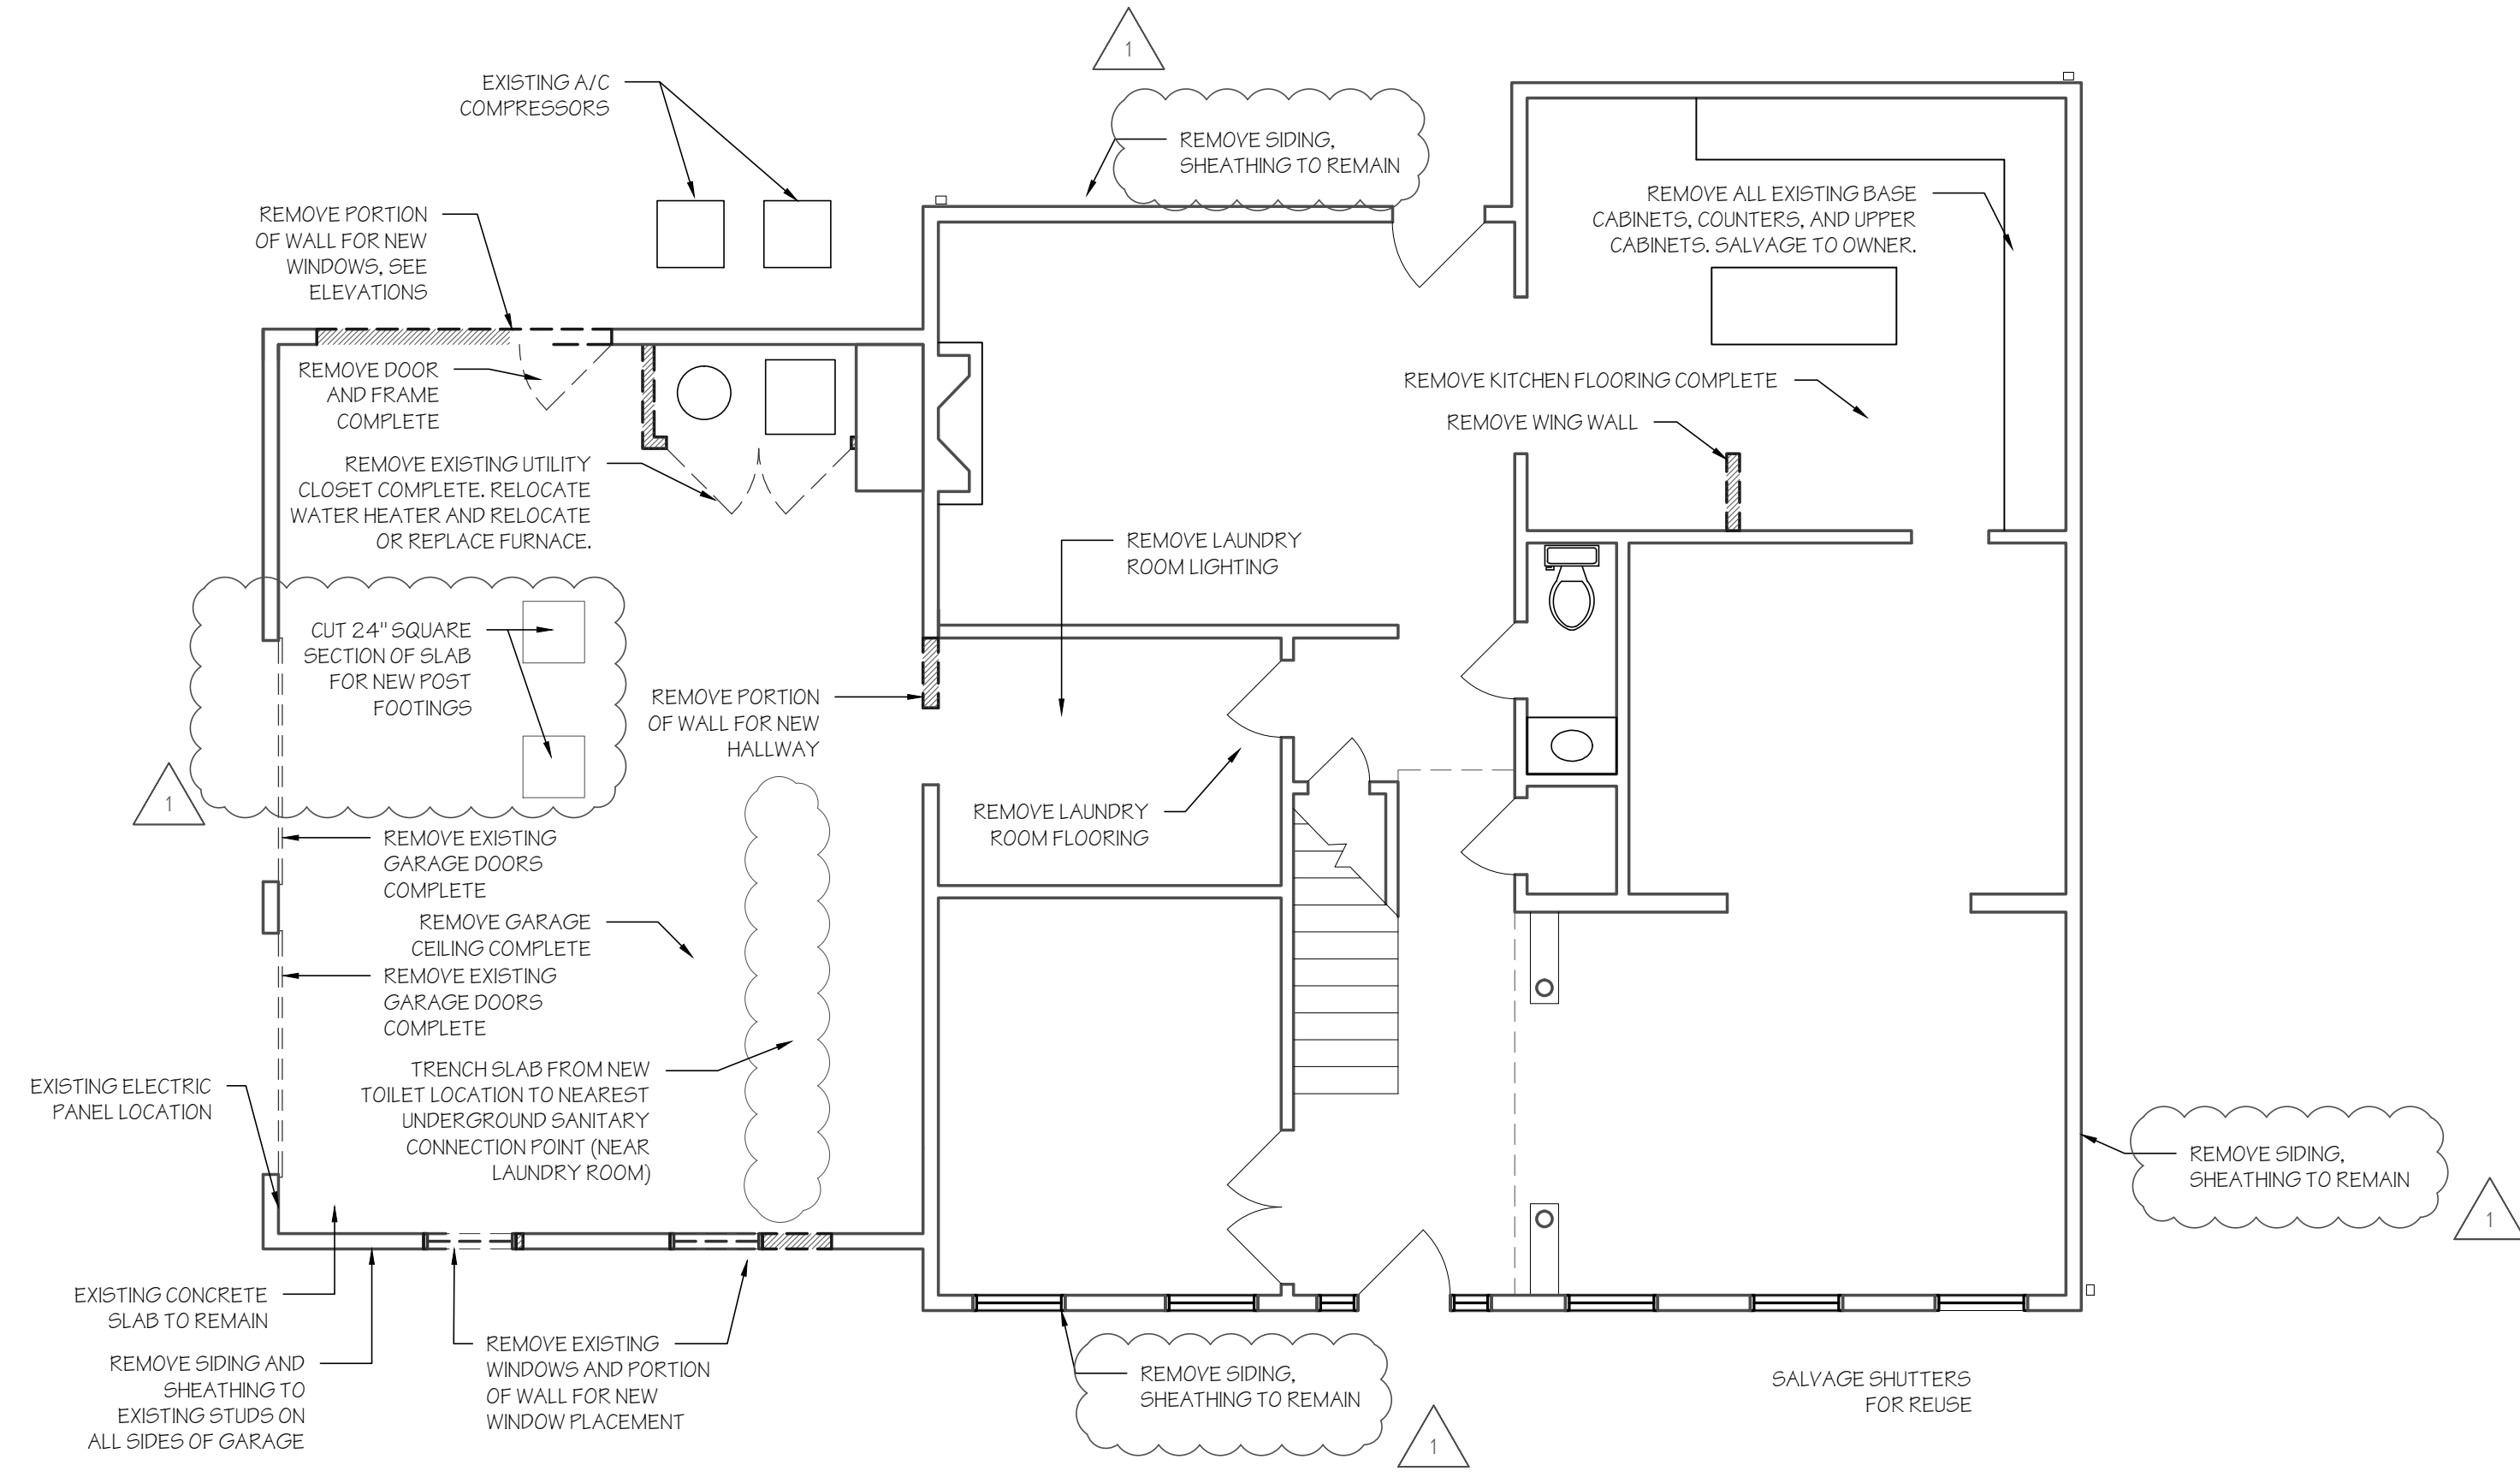 1
EXISTING A/C
COMPRESSORS
REMOVE SIDING,
SHEATHING TO REMAIN
REMOVE ALL EXISTING BASE
CABINETS, COUNTERS, AND UPPER
CABINETS. SALVAGE TO OWNER.
REMOVE PORTION
OF WALL FOR NEW
WINDOWS, SEE
ELEVATIONS
REMOVE DOOR
AND FRAME
COMPLETE
REMOVE KITCHEN FLOORING COMPLETE
REMOVE WING WALL
REMOVE EXISTING UTILITY
CLOSET COMPLETE. RELOCATE
WATER HEATER AND RELOCATE
OR REPLACE FURNACE.
REMOVE LAUNDRY
ROOM LIGHTING
CUT 24" SQUARE
SECTION OF SLAB
FOR NEW POST
FOOTINGS
REMOVE PORTION
OF WALL FOR NEW
HALLWAY
1
REMOVE LAUNDRY
ROOM FLOORING
REMOVE EXISTING
GARAGE DOORS
COMPLETE
REMOVE GARAGE
CEILING COMPLETE
REMOVE EXISTING
GARAGE DOORS
COMPLETE
TRENCH SLAB FROM NEW
TOILET LOCATION TO NEAREST
UNDERGROUND SANITARY
CONNECTION POINT (NEAR
LAUNDRY ROOM)
EXISTING ELECTRIC
PANEL LOCATION
REMOVE SIDING,
SHEATHING TO REMAIN
1
EXISTING CONCRETE
SLAB TO REMAIN
REMOVE SIDING AND
SHEATHING TO
EXISTING STUDS ON
ALL SIDES OF GARAGE
REMOVE EXISTING
WINDOWS AND PORTION
OF WALL FOR NEW
WINDOW PLACEMENT
REMOVE SIDING,
SHEATHING TO REMAIN
1
SALVAGE SHUTTERS
FOR REUSE